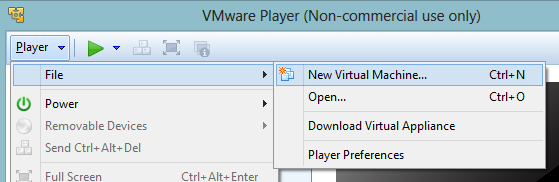 VMware Player (Non-commercial use only)
Player
File
New Virtual Machine... Ctrl+N
Open... Ctrl+O
Power
Removable Devices
Download Virtual Appliance
Send Ctrl+Alt+Del
Player Preferences
Full Screen Ctrl+Alt+Enter